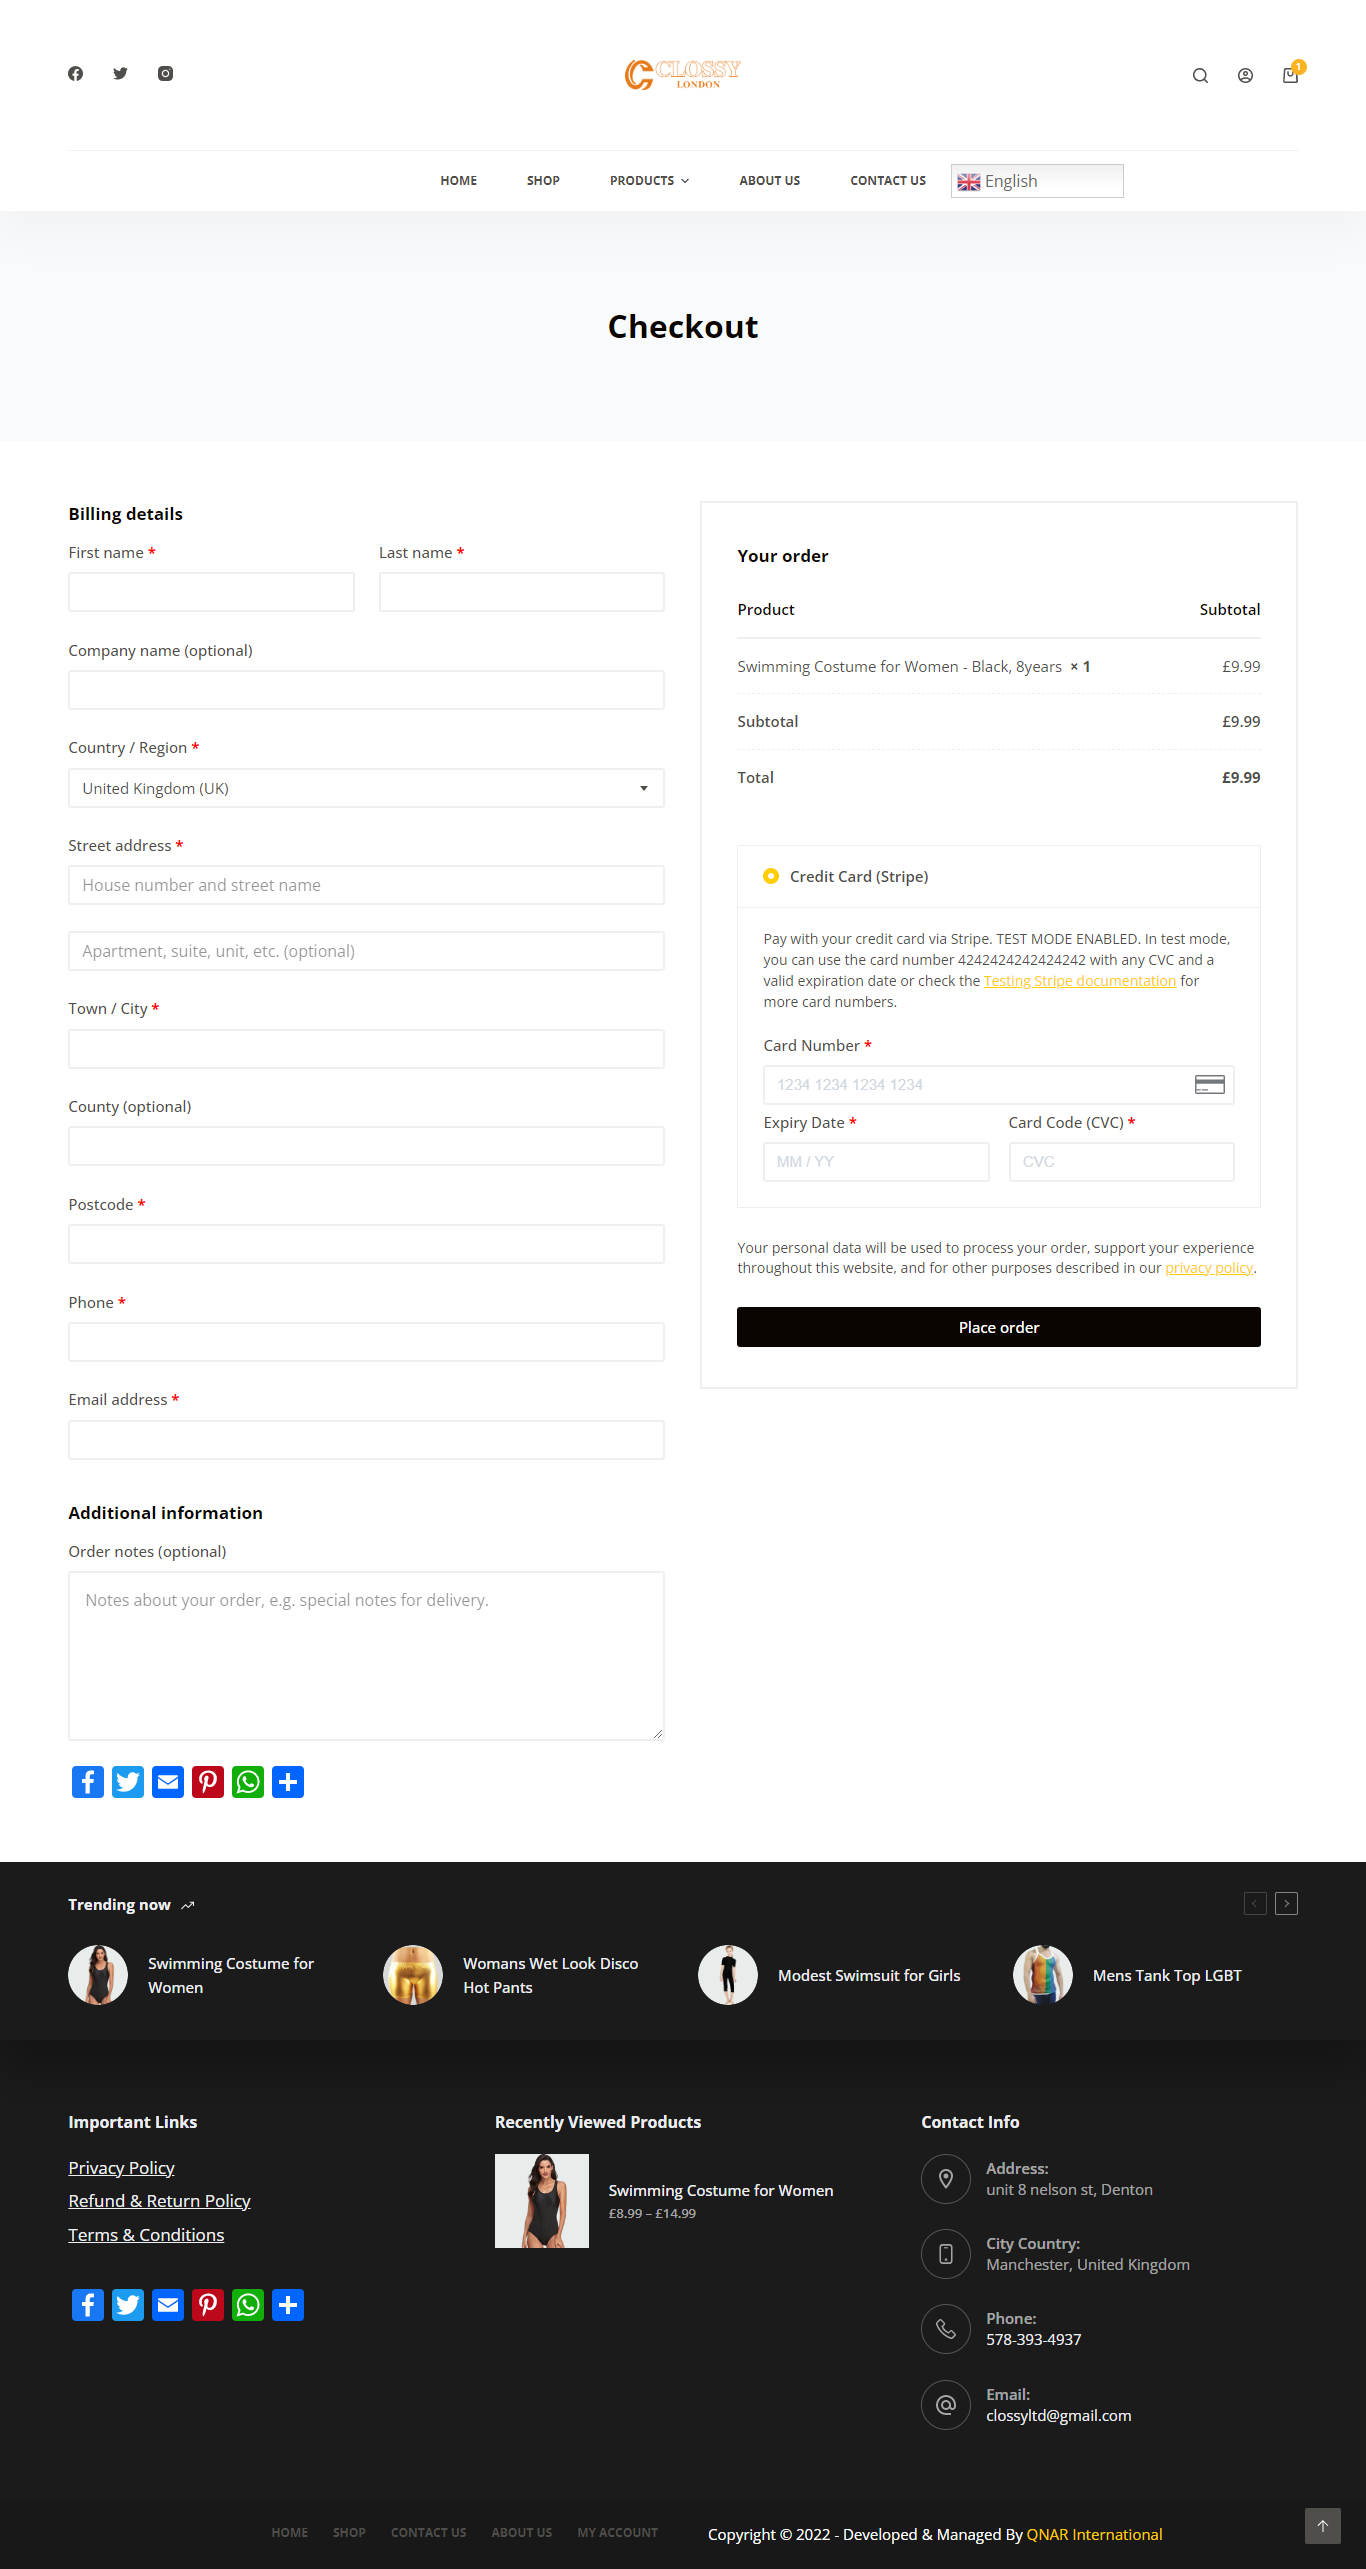 CLOSSY
LONDON
1
HOME SHOP PRODUCTS ABOUT US CONTACT US English
Checkout
Billing details
First name * Last name *
Company name (optional)
Country / Region *
United Kingdom (UK)
Street address *
House number and street name
Apartment, suite, unit, etc. (optional)
Town / City *
County (optional)
Postcode *
Phone *
Email address *
Additional information
Order notes (optional)
Notes about your order, e.g. special notes for delivery.
Your order
Product Subtotal
Swimming Costume for Women - Black, 8years × 1 £9.99
Subtotal £9.99
Total £9.99
Credit Card (Stripe)
Pay with your credit card via Stripe. TEST MODE ENABLED. In test mode,
you can use the card number 4242424242424242 with any CVC and a
valid expiration date or check the Testing Stripe documentation for
more card numbers.
Card Number *
1234 1234 1234 1234
Expiry Date * Card Code (CVC) *
MM / YY CVC
Your personal data will be used to process your order, support your experience
throughout this website, and for other purposes described in our privacy policy.
Place order
Trending now
Swimming Costume for
Women
Womans Wet Look Disco
Hot Pants
Modest Swimsuit for Girls
Mens Tank Top LGBT
Important Links
Privacy Policy
Refund & Return Policy
Terms & Conditions
Recently Viewed Products
Swimming Costume for Women
£8.99 – £14.99
Contact Info
Address:
unit 8 nelson st, Denton
City Country:
Manchester, United Kingdom
Phone:
578-393-4937
Email:
clossyltd@gmail.com
HOME SHOP CONTACT US ABOUT US MY ACCOUNT Copyright © 2022 - Developed & Managed By QNAR International